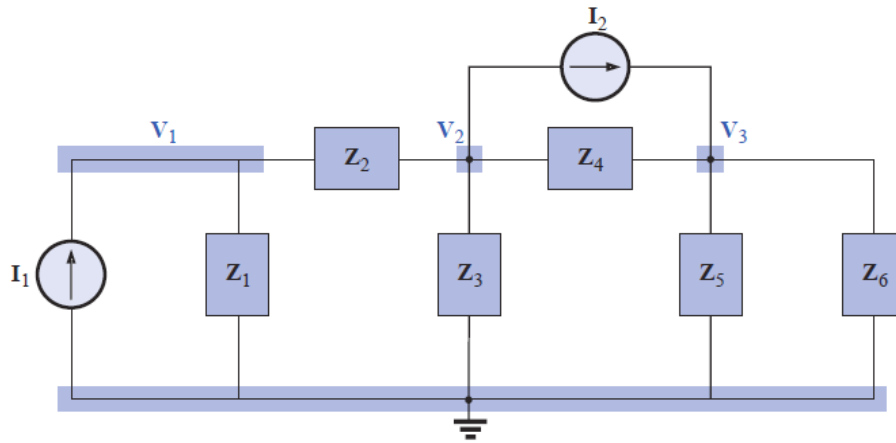 I₂
V₁
V₂
V₃
Z₂
Z₄
I₁
Z₁
Z₃
Z₅
Z₆